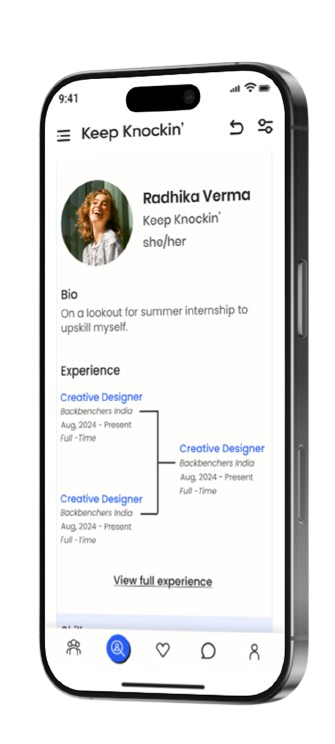 9:41
Keep Knockin'
Radhika Verma
Keep Knockin'
she/her
Bio
On a lookout for summer internship to
upskill myself.
Experience
Creative Designer
Backbenchers India
Aug, 2024 - Present
Full -Time
Creative Designer
Backbenchers India
Aug, 2024 - Present
Full -Time
Creative Designer
Backbenchers India
Aug, 2024 - Present
Full -Time
View full experience